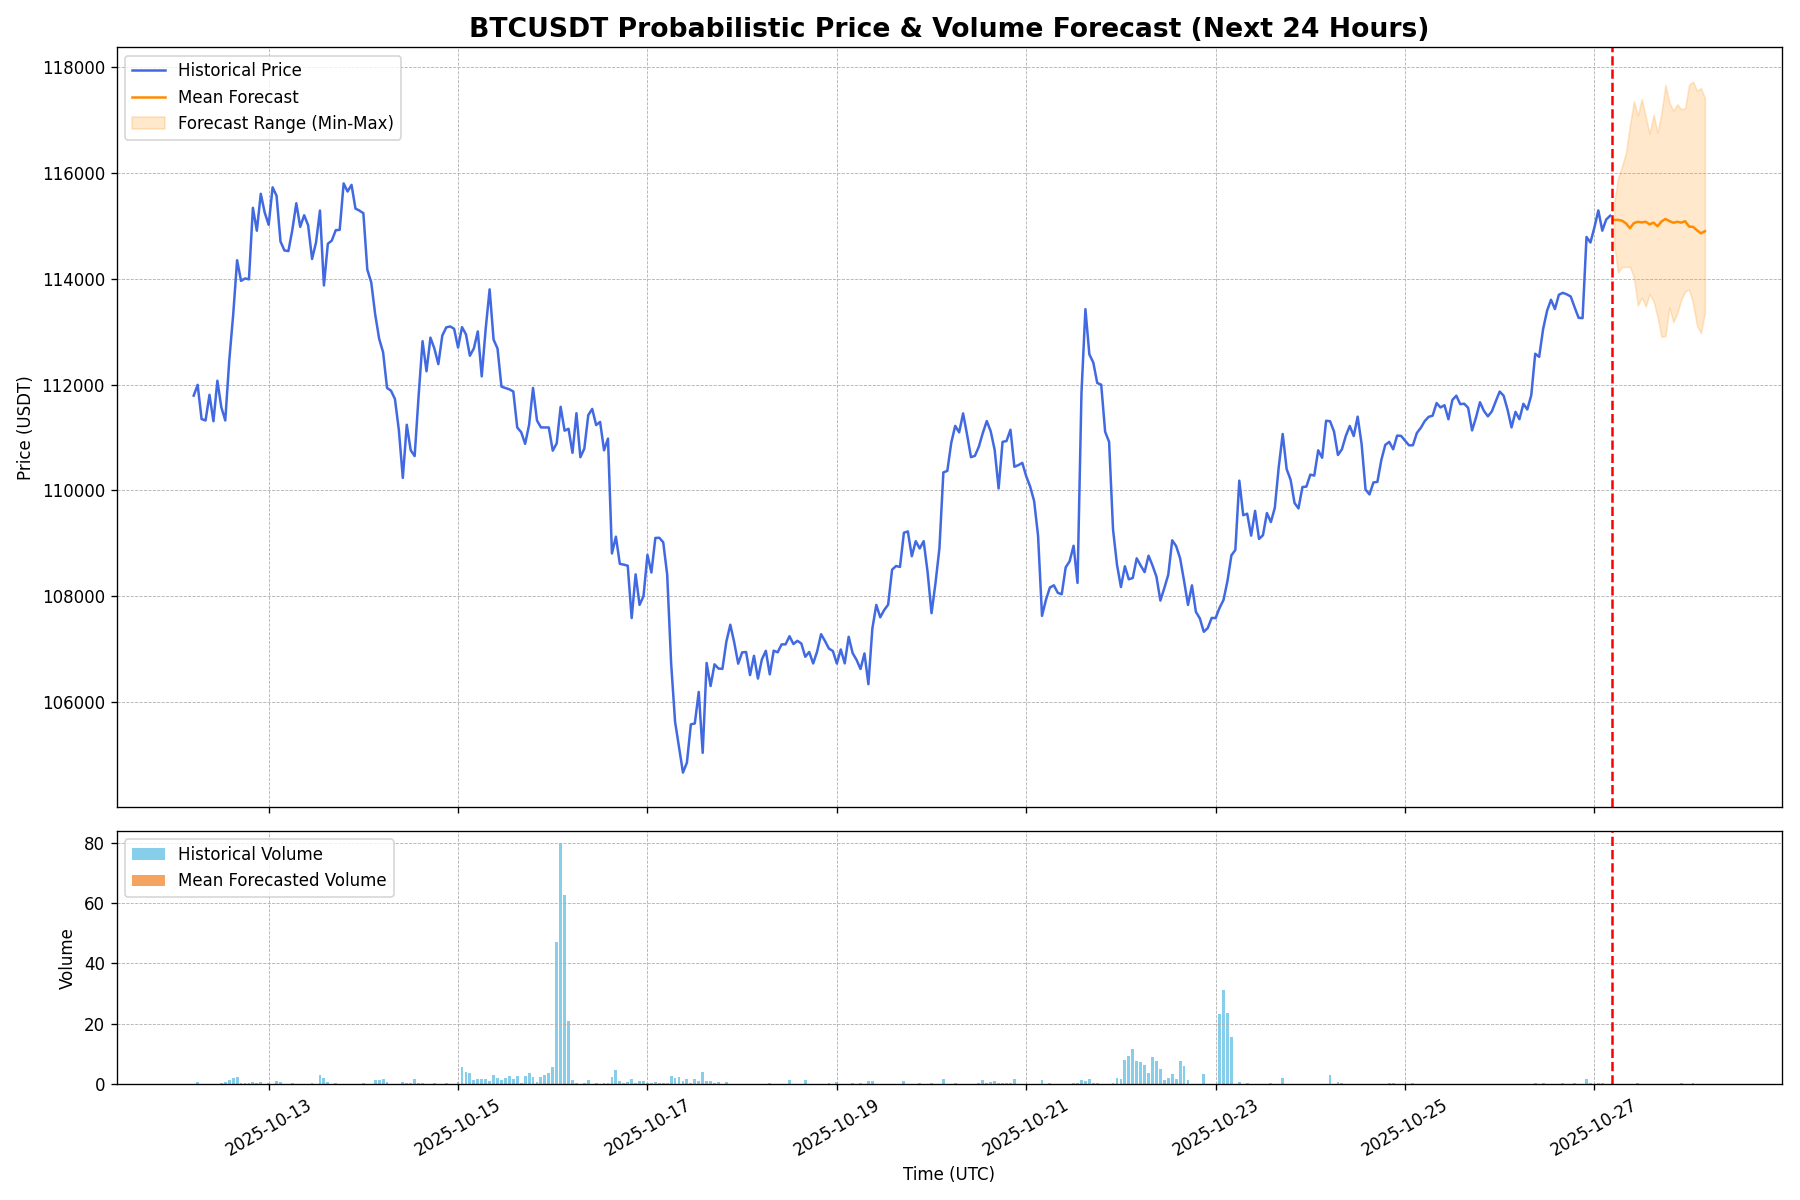 BTCUSDT Probabilistic Price & Volume Forecast (Next 24 Hours)
Historical Price
Mean Forecast
Forecast Range (Min-Max)
Price (USDT)
118000
116000
114000
112000
110000
108000
106000
Historical Volume
Mean Forecasted Volume
Volume
80
60
40
20
0
2025-10-13
2025-10-15
2025-10-17
2025-10-19
2025-10-21
2025-10-23
2025-10-25
2025-10-27
Time (UTC)